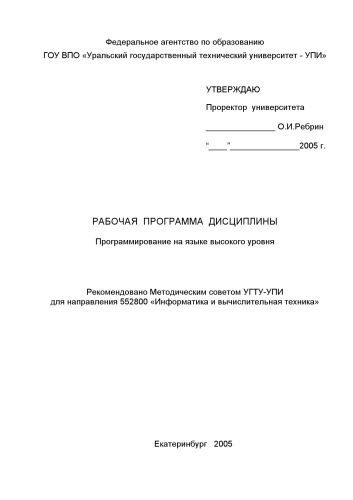 Федеральное агентство по образованию
ГОУ ВПО «Уральский государственный технический университет - УПИ»
УТВЕРЖДАЮ
Проректор университета
_______________ О.И.Ребрин
“____”_______________2005 г.
РАБОЧАЯ ПРОГРАММА ДИСЦИПЛИНЫ
Программирование на языке высокого уровня
Рекомендовано Методическим советом УГТУ-УПИ
для направления 552800 «Информатика и вычислительная техника»
Екатеринбург 2005